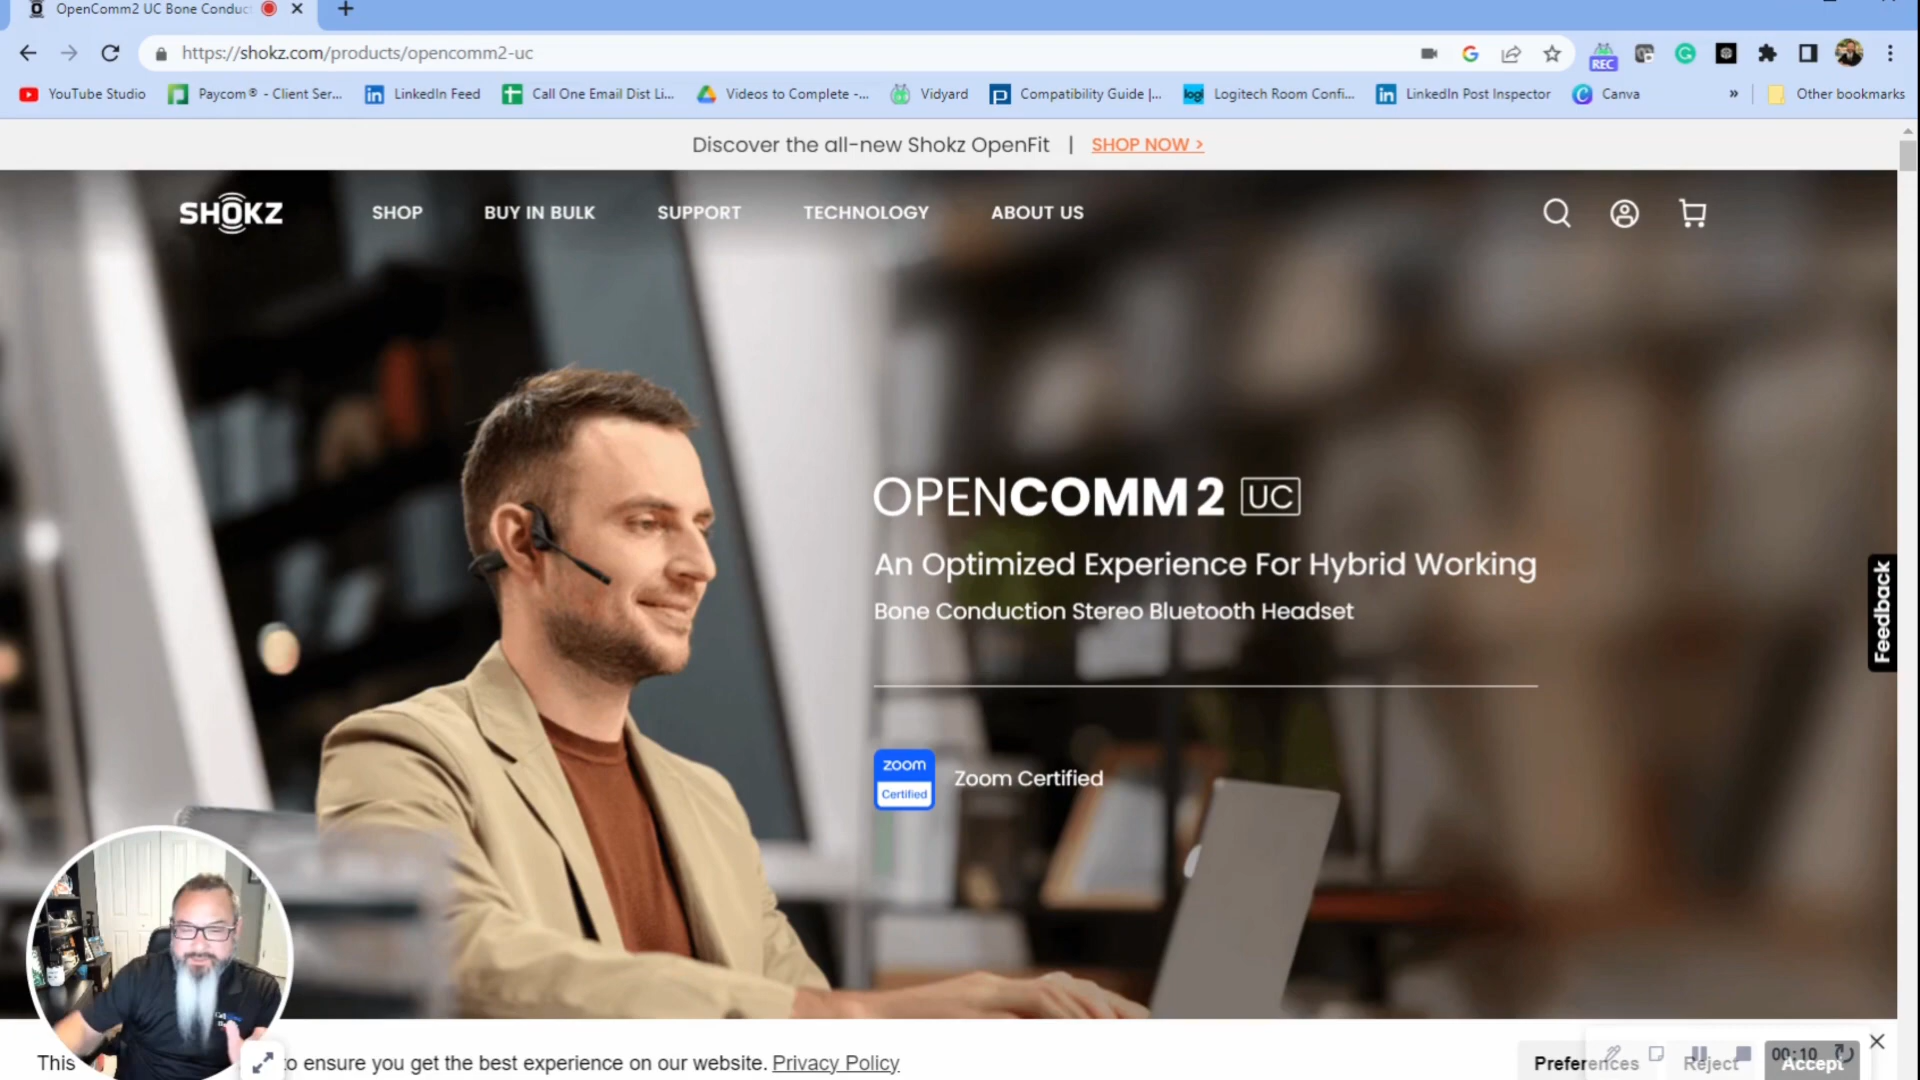 OpenComm2 UC Bone Conduc
https://shokz.com/products/opencomm2-uc
REC
YouTube Studio
Paycom® - Client Ser...
LinkedIn Feed
Call One Email Dist Li...
Videos to Complete -...
Vidyard
Compatibility Guide |...
logi
Logitech Room Confi...
LinkedIn Post Inspector
Canva
»
Other bookmarks
Discover the all-new Shokz OpenFit | SHOP NOW >
SHOKZ
SHOP
BUY IN BULK
SUPPORT
TECHNOLOGY
ABOUT US
OPENCOMM2 UC
An Optimized Experience For Hybrid Working
Bone Conduction Stereo Bluetooth Headset
Feedback
zoom
Certified
Zoom Certified
This
to ensure you get the best experience on our website. Privacy Policy
Preferences
Reject
00:10
Accept